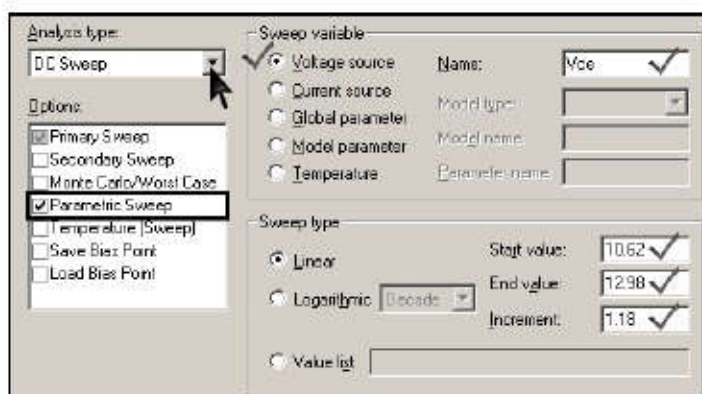 Analysis type:
DC Sweep
Options:
Primary Sweep
Secondary Sweep
Monte Carlo/Worst Case
Parametric Sweep
Temperature (Sweep)
Save Bias Point
Load Bias Point
Sweep variable
Voltage source
Current source
Global parameter
Model parameter
Temperature
Name:
Vce
Model type:
Model name:
Parameter name:
Sweep type
Linear
Logarithmic
Decade
Value list
Start value:
10.62
End value:
12.98
Increment:
1.18